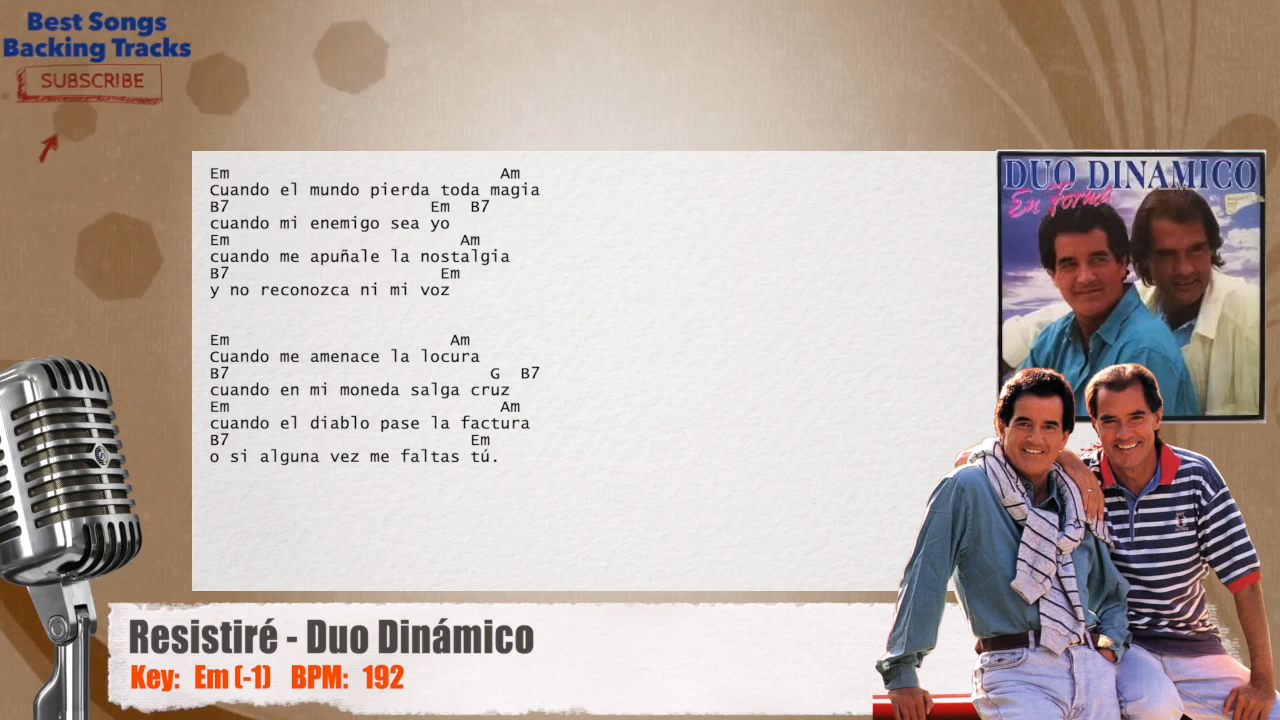 Best Songs
Backing Tracks
SUBSCRIBE
Em Am
Cuando el mundo pierda toda magia
B7 Em B7
cuando mi enemigo sea yo
Em Am
cuando me apuñale la nostalgia
B7 Em
y no reconozca ni mi voz
Em Am
Cuando me amenace la locura
B7 G B7
cuando en mi moneda salga cruz
Em Am
cuando el diablo pase la factura
B7 Em
o si alguna vez me faltas tú.
DUO DINAMICO
En forma
Resistiré - Duo Dinámico
Key: Em (-1) BPM: 192